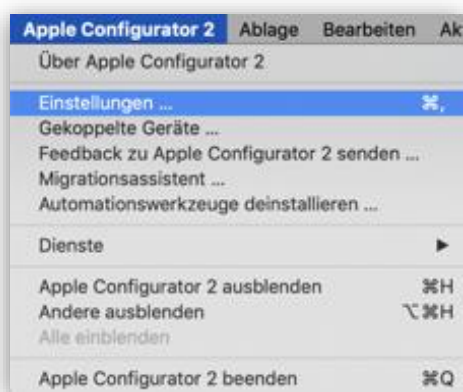 Apple Configurator 2 Ablage Bearbeiten
Über Apple Configurator 2
Einstellungen ... ⌘,
Gekoppelte Geräte ...
Feedback zu Apple Configurator 2 senden ...
Migrationsassistent ...
Automationswerkzeuge deinstallieren ...
Dienste ▶
Apple Configurator 2 ausblenden ⌘H
Andere ausblenden ⌥⌘H
Alle einblenden
Apple Configurator 2 beenden ⌘Q